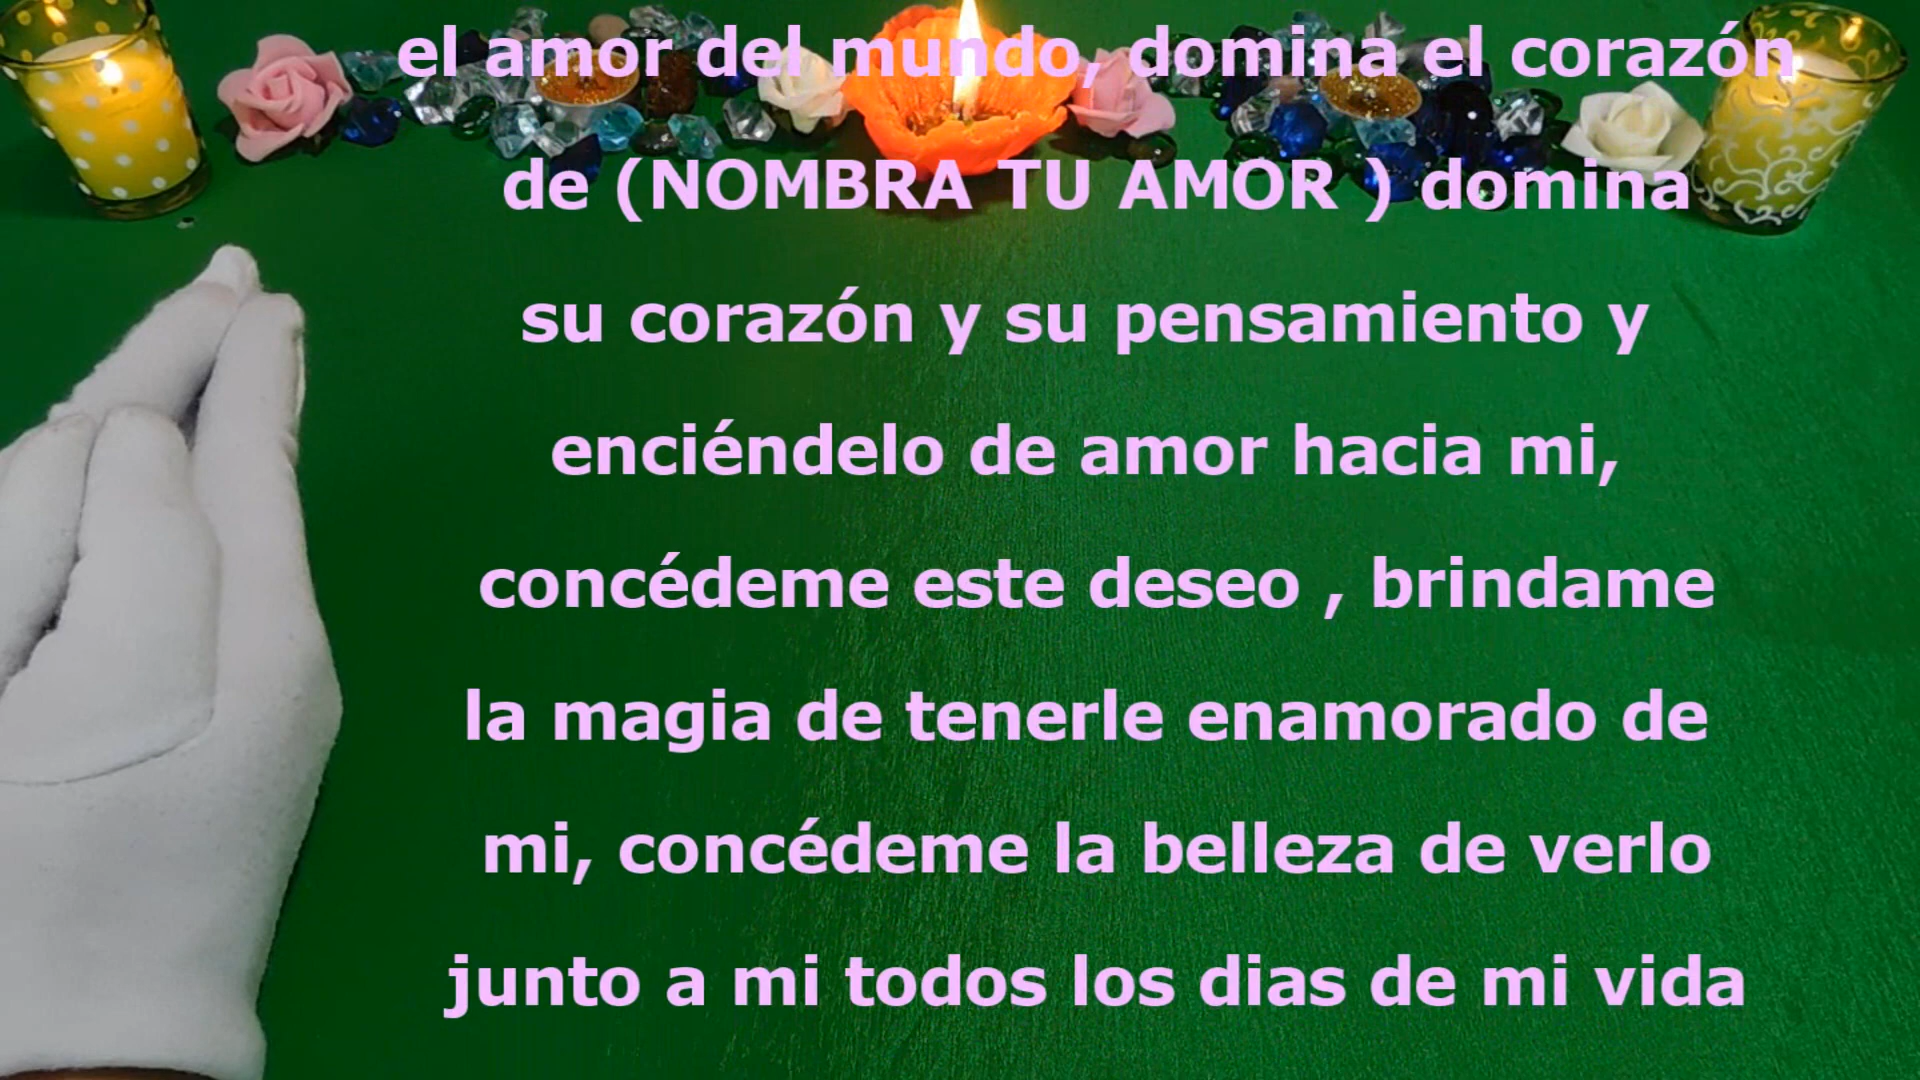 el amor del mundo, domina el corazón
de (NOMBRA TU AMOR ) domina
su corazón y su pensamiento y
enciéndelo de amor hacia mi,
concédeme este deseo , brindame
la magia de tenerle enamorado de
mi, concédeme la belleza de verlo
junto a mi todos los dias de mi vida